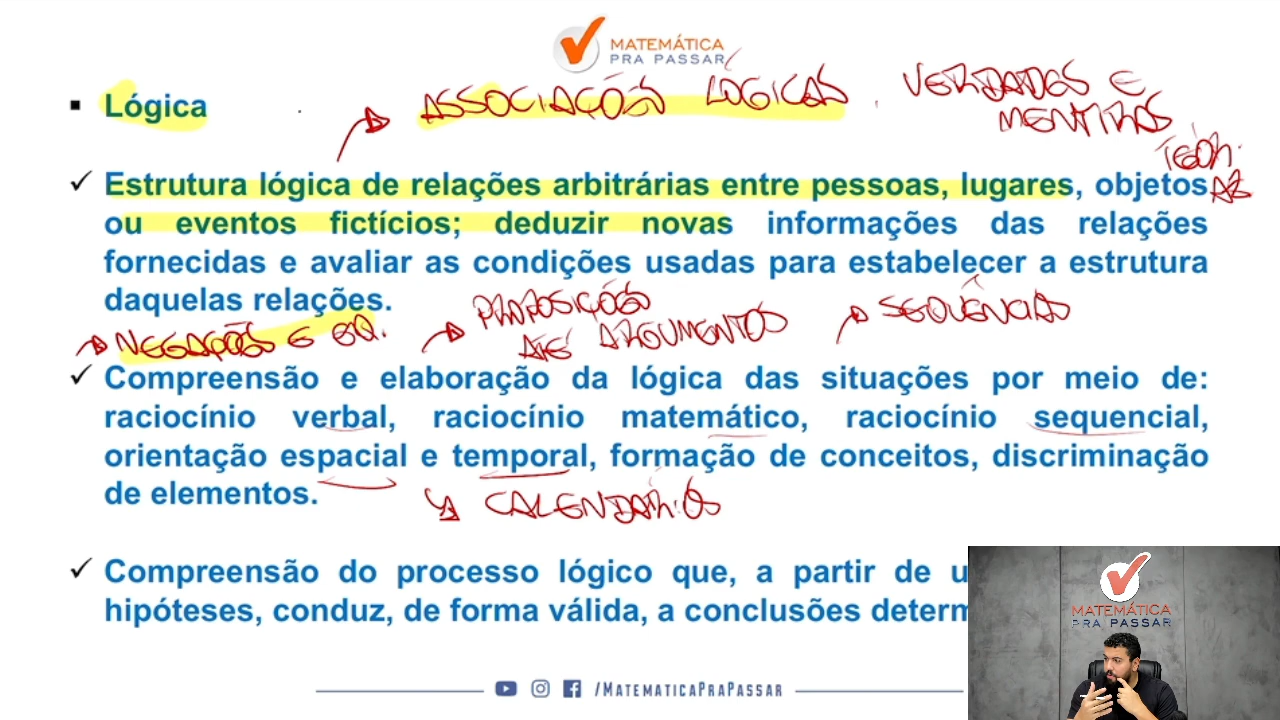 MATEMÁTICA
PRA PASSAR
Lógica
ASSOCIAÇÕES LÓGICAS VERDADES E
MENTIRAS
Estrutura lógica de relações arbitrárias entre pessoas, lugares, objetos
ou eventos fictícios; deduzir novas informações das relações
fornecidas e avaliar as condições usadas para estabelecer a estrutura
daquelas relações.
NEGAÇÕES E EQ. PROPOSIÇÕES SEQUÊNCIAS
ATÉ ARGUMENTOS
Compreensão e elaboração da lógica das situações por meio de:
raciocínio verbal, raciocínio matemático, raciocínio sequencial,
orientação espacial e temporal, formação de conceitos, discriminação
de elementos.
CALENDÁRIOS
Compreensão do processo lógico que, a partir de
hipóteses, conduz, de forma válida, a conclusões
MATEMÁTICA
PRA PASSAR
/MATEMATICAPRAPASSAR